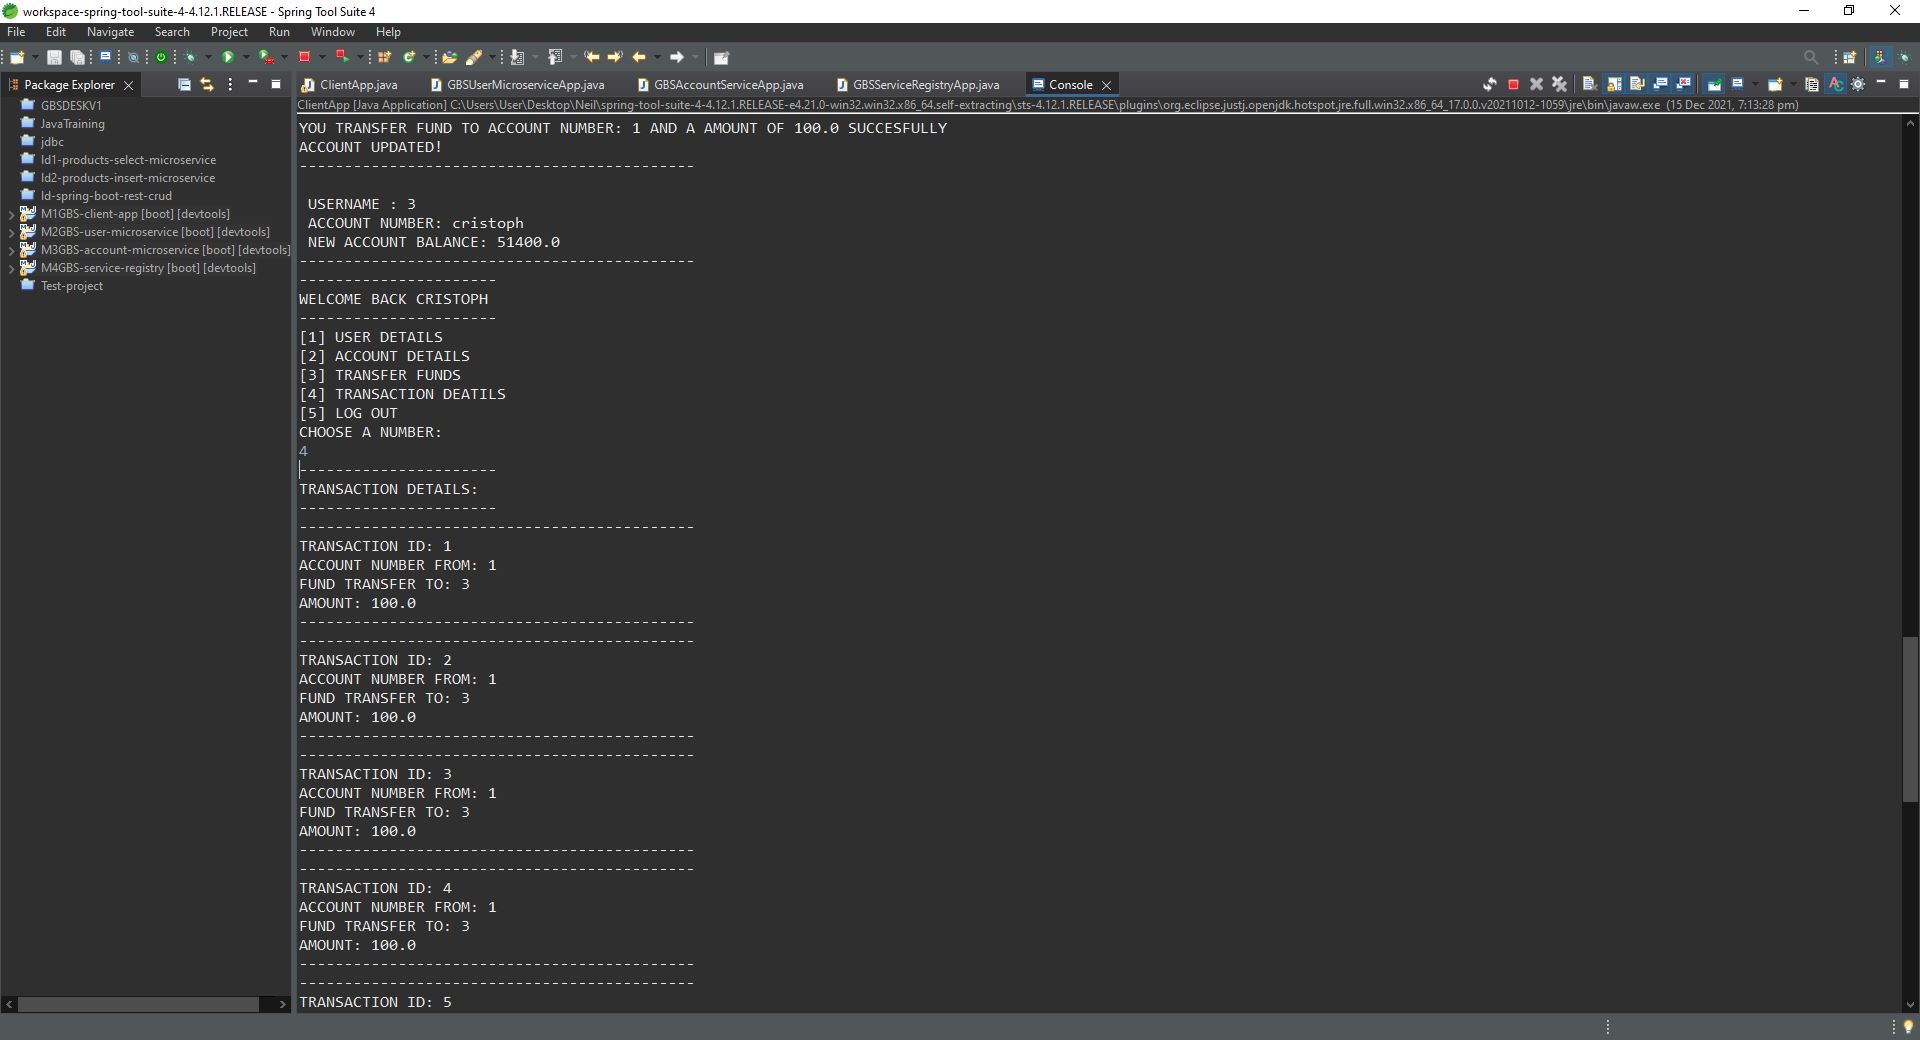 workspace-spring-tool-suite-4-4.12.1.RELEASE - Spring Tool Suite 4
File Edit Navigate Search Project Run Window Help
Package Explorer
ClientApp.java GBSUserMicroserviceApp.java GBSAccountServiceApp.java GBSServiceRegistryApp.java Console
ClientApp [Java Application] C:\Users\User\Desktop\Neil\spring-tool-suite-4-4.12.1.RELEASE-e4.21.0-win32.win32.x86_64.self-extracting\sts-4.12.1.RELEASE\plugins\org.eclipse.justj.openjdk.hotspot.jre.full.win32.x86_64_17.0.0.v20211012-1059\jre\bin\javaw.exe (15 Dec 2021, 7:13:28 pm)
GBSDESKV1
JavaTraining
jdbc
ld1-products-select-microservice
ld2-products-insert-microservice
ld-spring-boot-rest-crud
M1GBS-client-app [boot] [devtools]
M2GBS-user-microservice [boot] [devtools]
M3GBS-account-microservice [boot] [devtools]
M4GBS-service-registry [boot] [devtools]
Test-project
YOU TRANSFER FUND TO ACCOUNT NUMBER: 1 AND A AMOUNT OF 100.0 SUCCESFULLY
ACCOUNT UPDATED!
--------------------------------------------
USERNAME : 3
ACCOUNT NUMBER: cristoph
NEW ACCOUNT BALANCE: 51400.0
--------------------------------------------
----------------------
WELCOME BACK CRISTOPH
----------------------
[1] USER DETAILS
[2] ACCOUNT DETAILS
[3] TRANSFER FUNDS
[4] TRANSACTION DEATILS
[5] LOG OUT
CHOOSE A NUMBER:
4
----------------------
TRANSACTION DETAILS:
----------------------
--------------------------------------------
TRANSACTION ID: 1
ACCOUNT NUMBER FROM: 1
FUND TRANSFER TO: 3
AMOUNT: 100.0
--------------------------------------------
--------------------------------------------
TRANSACTION ID: 2
ACCOUNT NUMBER FROM: 1
FUND TRANSFER TO: 3
AMOUNT: 100.0
--------------------------------------------
--------------------------------------------
TRANSACTION ID: 3
ACCOUNT NUMBER FROM: 1
FUND TRANSFER TO: 3
AMOUNT: 100.0
--------------------------------------------
--------------------------------------------
TRANSACTION ID: 4
ACCOUNT NUMBER FROM: 1
FUND TRANSFER TO: 3
AMOUNT: 100.0
--------------------------------------------
--------------------------------------------
TRANSACTION ID: 5